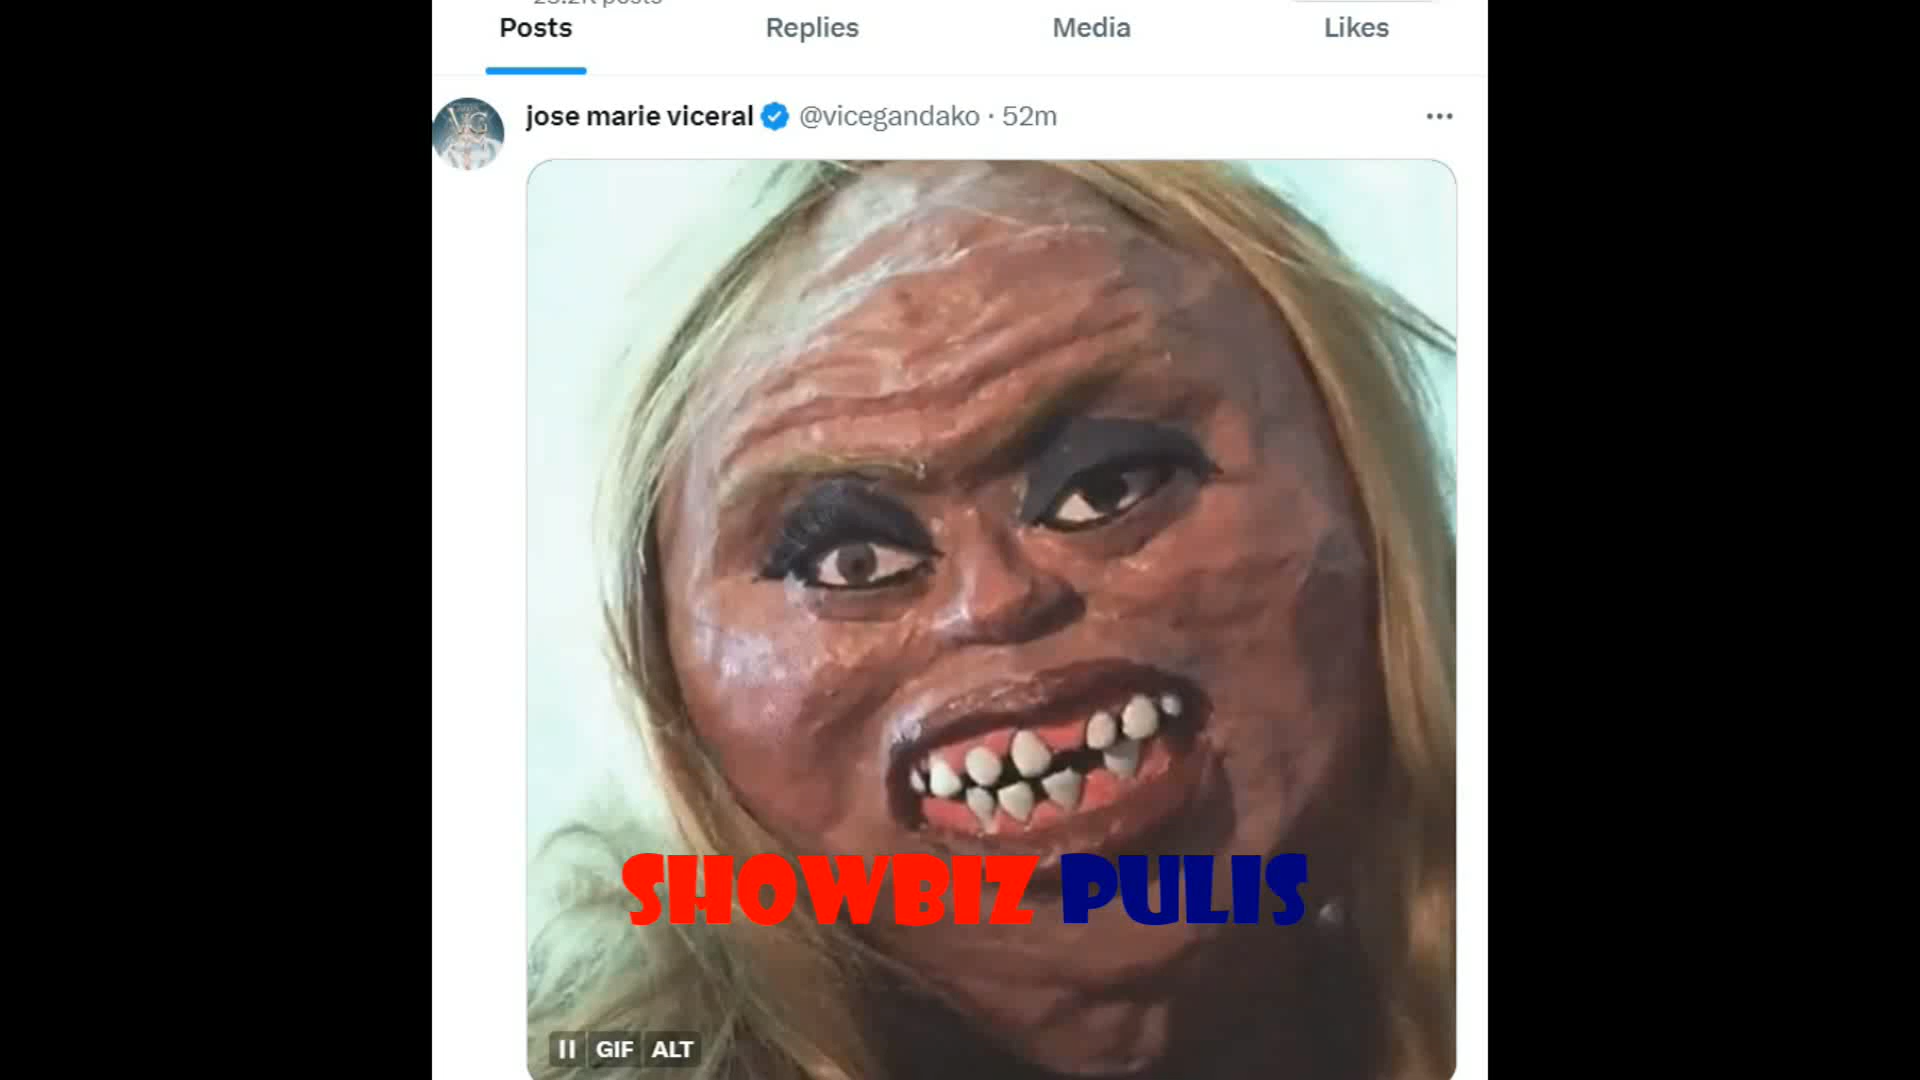 Posts Replies Media Likes
jose marie viceral @vicegandako · 52m
SHOWBIZ PULIS
GIF ALT